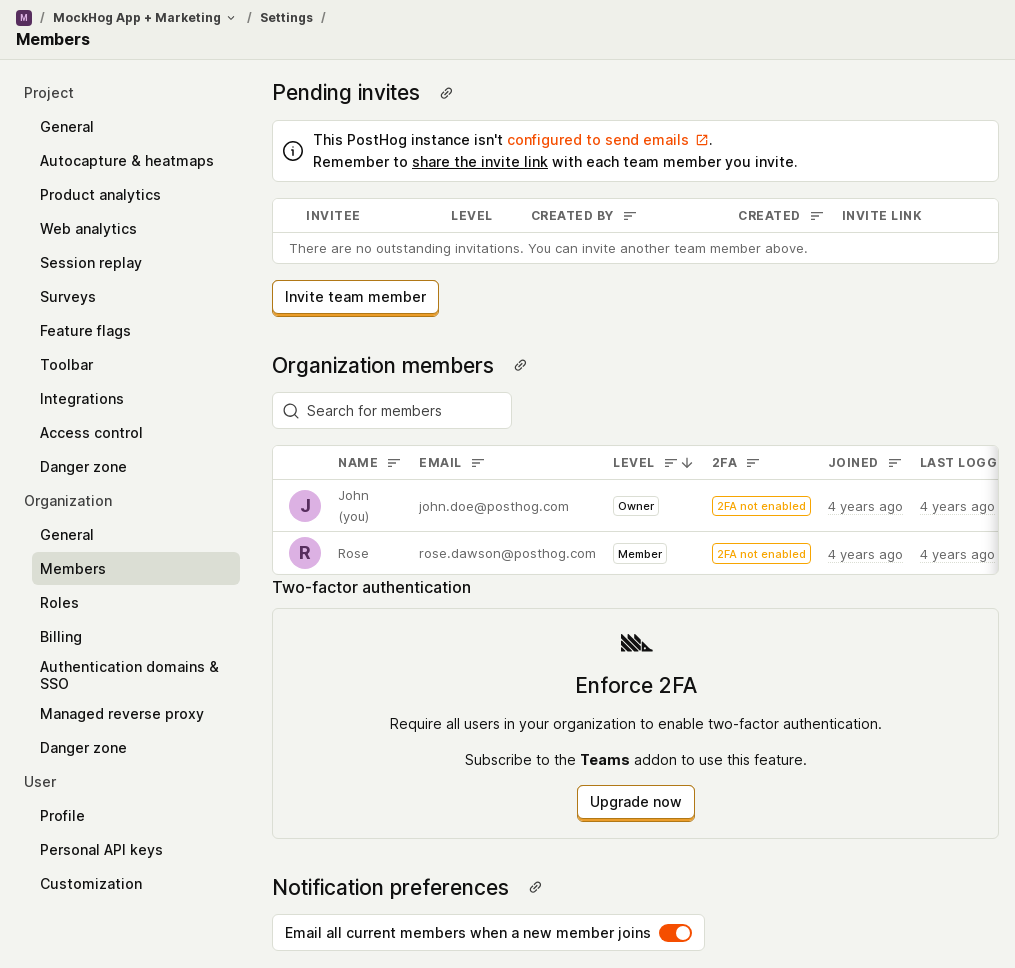 M / MockHog App + Marketing / Settings /
Members
Project
General
Autocapture & heatmaps
Product analytics
Web analytics
Session replay
Surveys
Feature flags
Toolbar
Integrations
Access control
Danger zone
Organization
General
Members
Roles
Billing
Authentication domains &
SSO
Managed reverse proxy
Danger zone
User
Profile
Personal API keys
Customization
Pending invites
This PostHog instance isn't configured to send emails.
Remember to share the invite link with each team member you invite.
INVITEE LEVEL CREATED BY CREATED INVITE LINK
There are no outstanding invitations. You can invite another team member above.
Invite team member
Organization members
Search for members
NAME EMAIL LEVEL 2FA JOINED LAST LOGG
J John (you) john.doe@posthog.com Owner 2FA not enabled 4 years ago 4 years ago
R Rose rose.dawson@posthog.com Member 2FA not enabled 4 years ago 4 years ago
Two-factor authentication
Enforce 2FA
Require all users in your organization to enable two-factor authentication.
Subscribe to the Teams addon to use this feature.
Upgrade now
Notification preferences
Email all current members when a new member joins